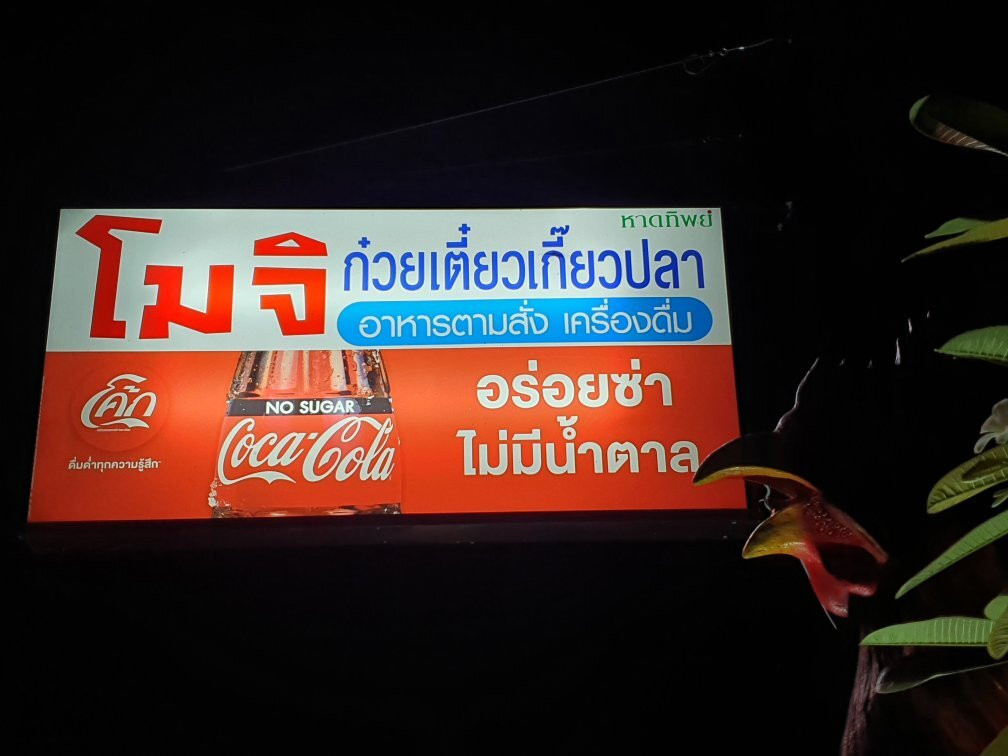 หาดทิพย์
โมจิ
ก๋วยเตี๋ยวเกี๊ยวปลา
อาหารตามสั่ง เครื่องดื่ม
โค้ก
ดื่มด่ำทุกความรู้สึก™
NO SUGAR
Coca-Cola
อร่อยซ่า
ไม่มีน้ำตาล